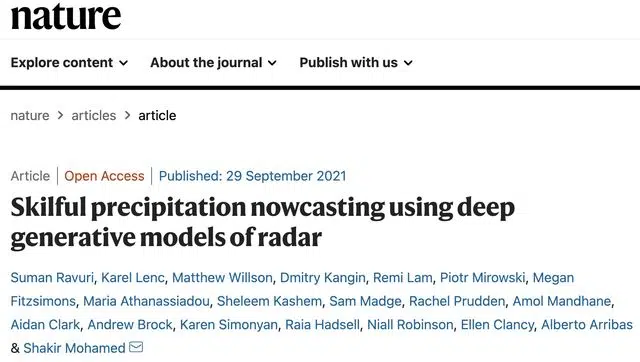 nature
Explore content About the journal Publish with us
nature > articles > article
Article | Open Access | Published: 29 September 2021
Skilful precipitation nowcasting using deep
generative models of radar
Suman Ravuri, Karel Lenc, Matthew Willson, Dmitry Kangin, Remi Lam, Piotr Mirowski, Megan
Fitzsimons, Maria Athanassiadou, Sheleem Kashem, Sam Madge, Rachel Prudden, Amol Mandhane,
Aidan Clark, Andrew Brock, Karen Simonyan, Raia Hadsell, Niall Robinson, Ellen Clancy, Alberto Arribas
& Shakir Mohamed